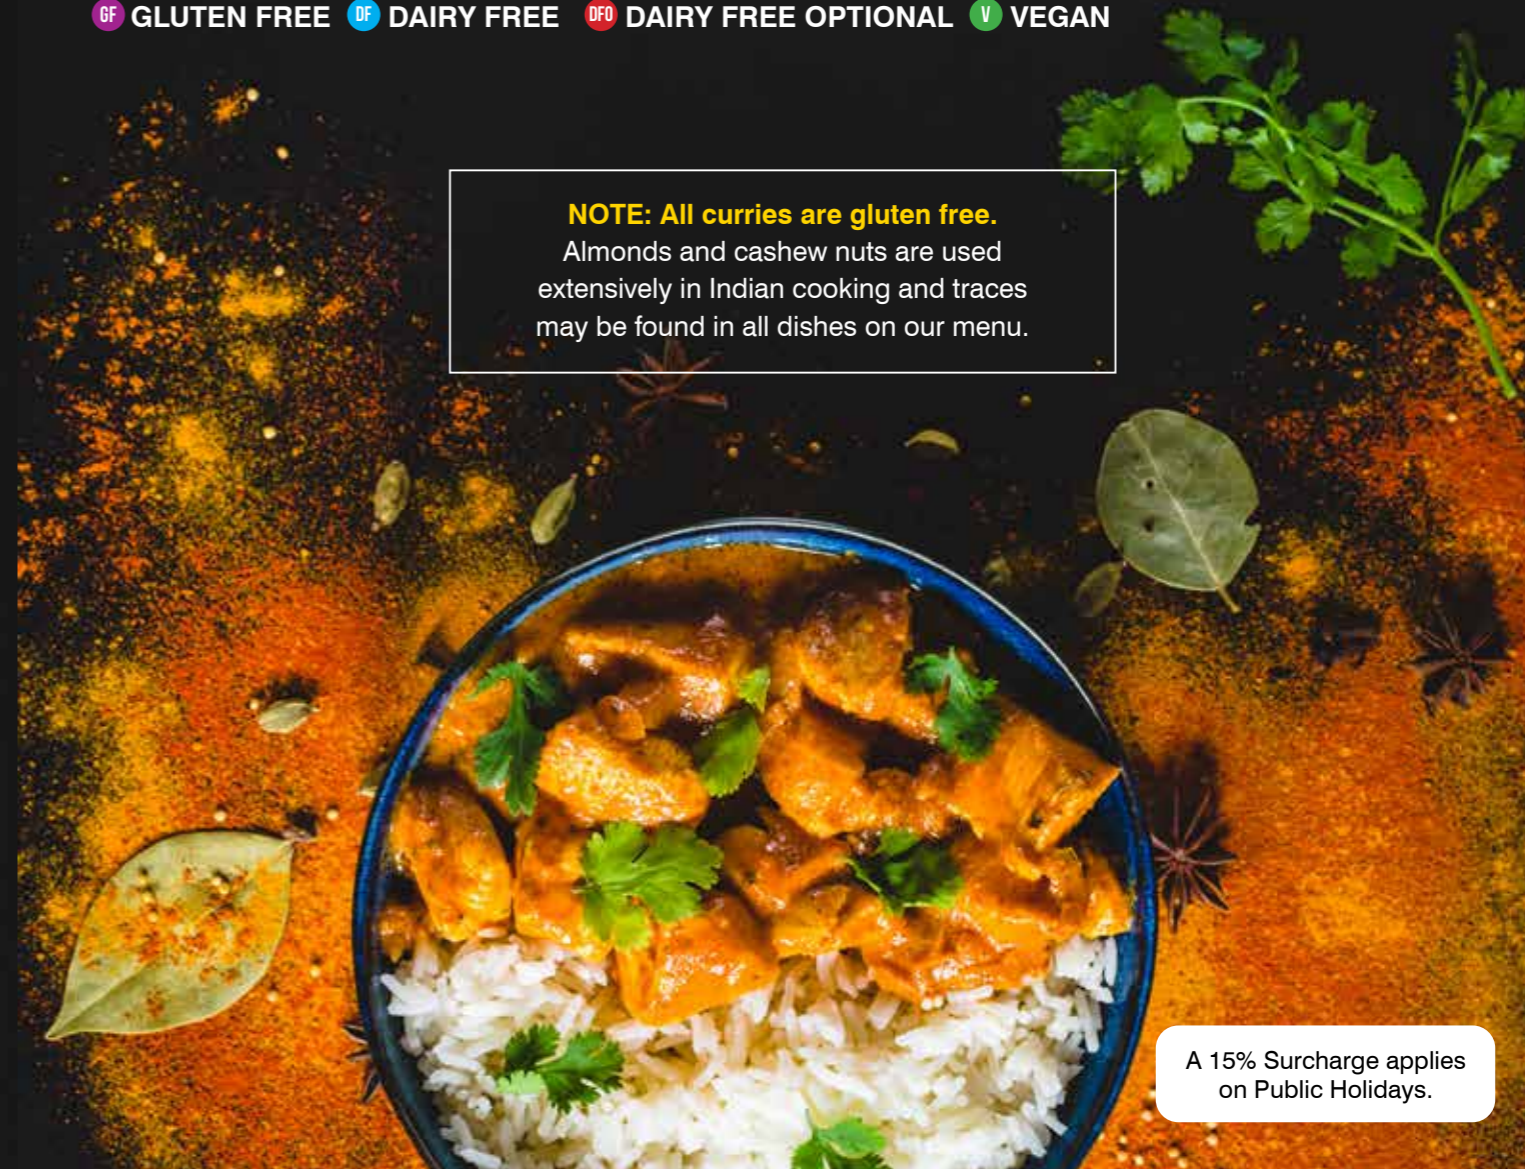 GF GLUTEN FREE DF DAIRY FREE DFO DAIRY FREE OPTIONAL V VEGAN
NOTE: All curries are gluten free.
Almonds and cashew nuts are used
extensively in Indian cooking and traces
may be found in all dishes on our menu.
A 15% Surcharge applies
on Public Holidays.